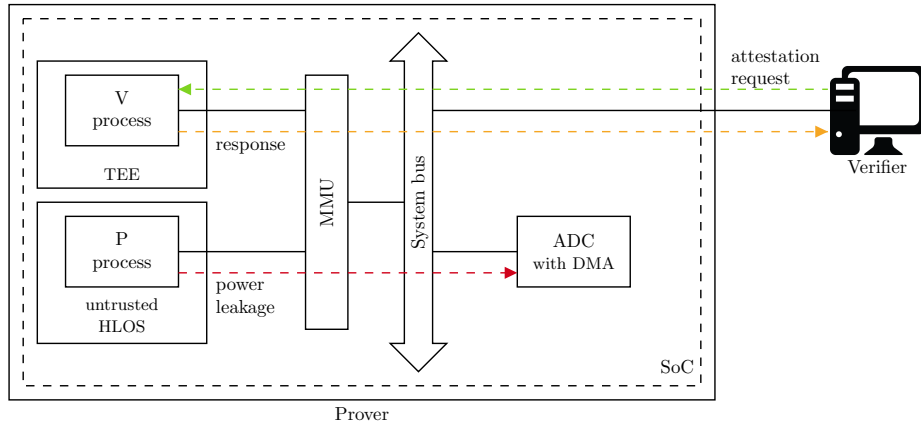 attestation
request
V
process
response
TEE
Verifier
MMU
System bus
P
process
ADC
with DMA
power
leakage
untrusted
HLOS
SoC
Prover